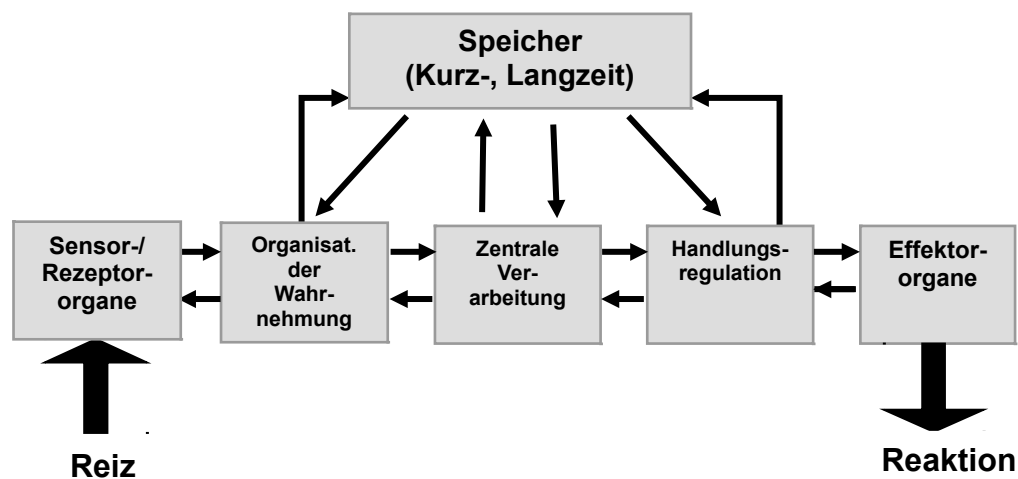 Speicher
(Kurz-, Langzeit)
Sensor-/
Rezeptor-
organe
Organisat.
der
Wahr-
nehmung
Zentrale
Ver-
arbeitung
Handlungs-
regulation
Effektor-
organe
Reiz
Reaktion